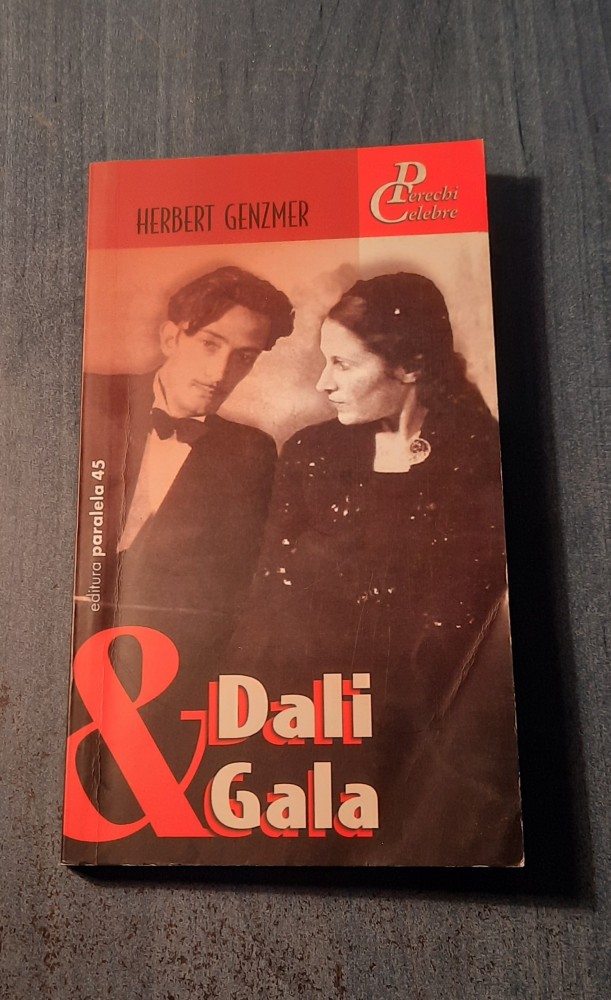 HERBERT GENZMER
Perechi
Celebre
editura paralela 45
& Dali
Gala